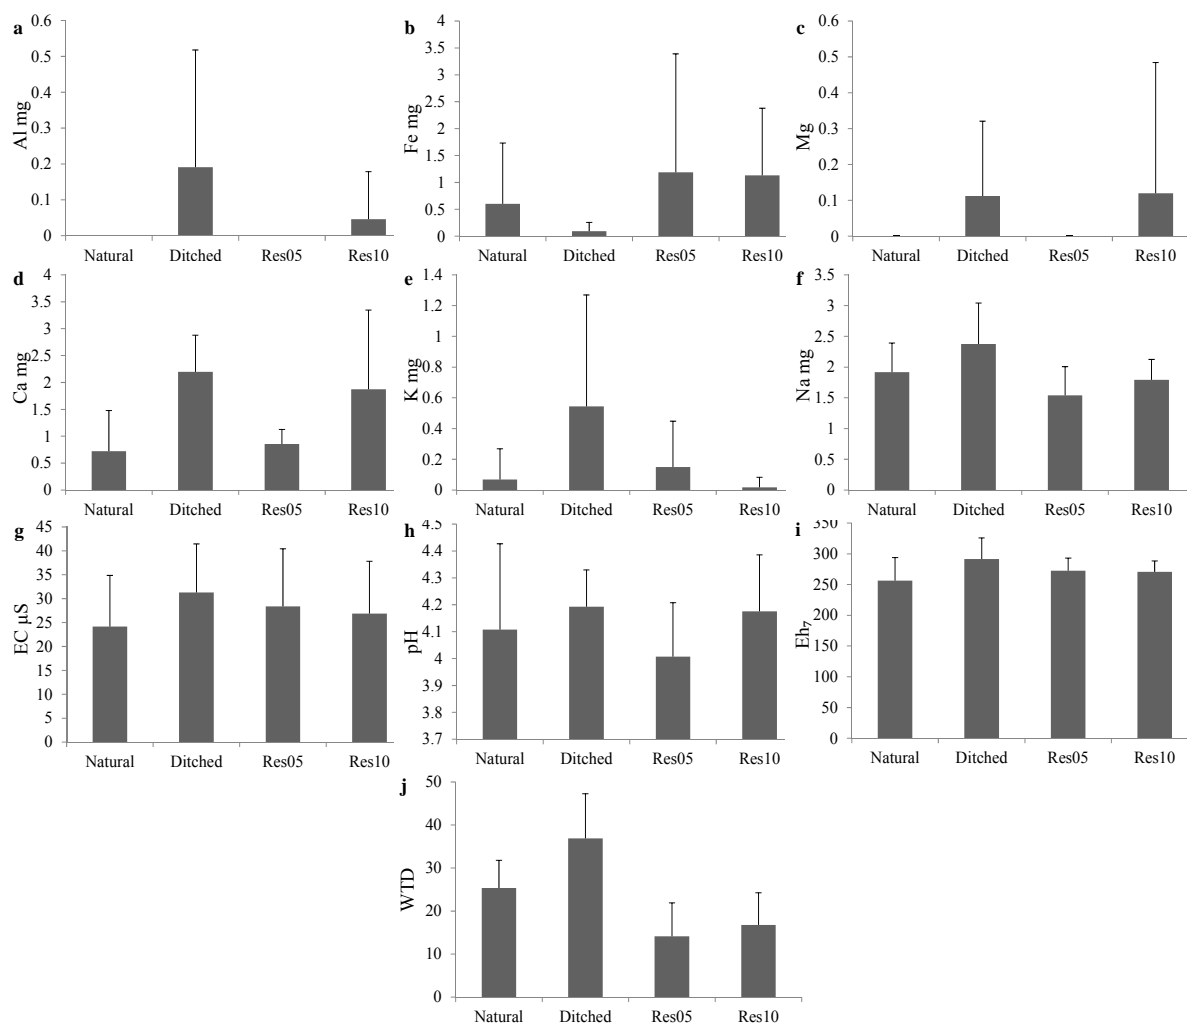 a
Al mg
0.6
0.5
0.4
0.3
0.2
0.1
0
Natural Ditched Res05 Res10
b
Fe mg
4
3.5
3
2.5
2
1.5
1
0.5
0
Natural Ditched Res05 Res10
c
Mg
0.6
0.5
0.4
0.3
0.2
0.1
0
Natural Ditched Res05 Res10
d
Ca mg
4
3.5
3
2.5
2
1.5
1
0.5
0
Natural Ditched Res05 Res10
e
K mg
1.4
1.2
1
0.8
0.6
0.4
0.2
0
Natural Ditched Res05 Res10
f
Na mg
3.5
3
2.5
2
1.5
1
0.5
0
Natural Ditched Res05 Res10
g
EC µS
45
40
35
30
25
20
15
10
5
0
Natural Ditched Res05 Res10
h
pH
4.5
4.4
4.3
4.2
4.1
4
3.9
3.8
3.7
Natural Ditched Res05 Res10
i
Eh₇
350
300
250
200
150
100
50
0
Natural Ditched Res05 Res10
j
WTD
50
40
30
20
10
0
Natural Ditched Res05 Res10